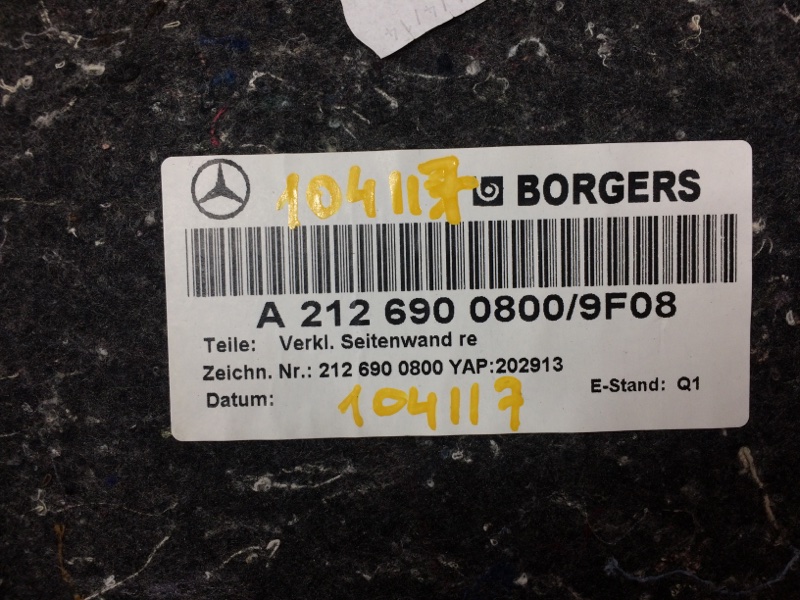 104117 BORGERS
A 212 690 0800/9F08
Teile: Verkl. Seitenwand re
Zeichn. Nr.: 212 690 0800 YAP:202913
E-Stand: Q1
Datum: 104117